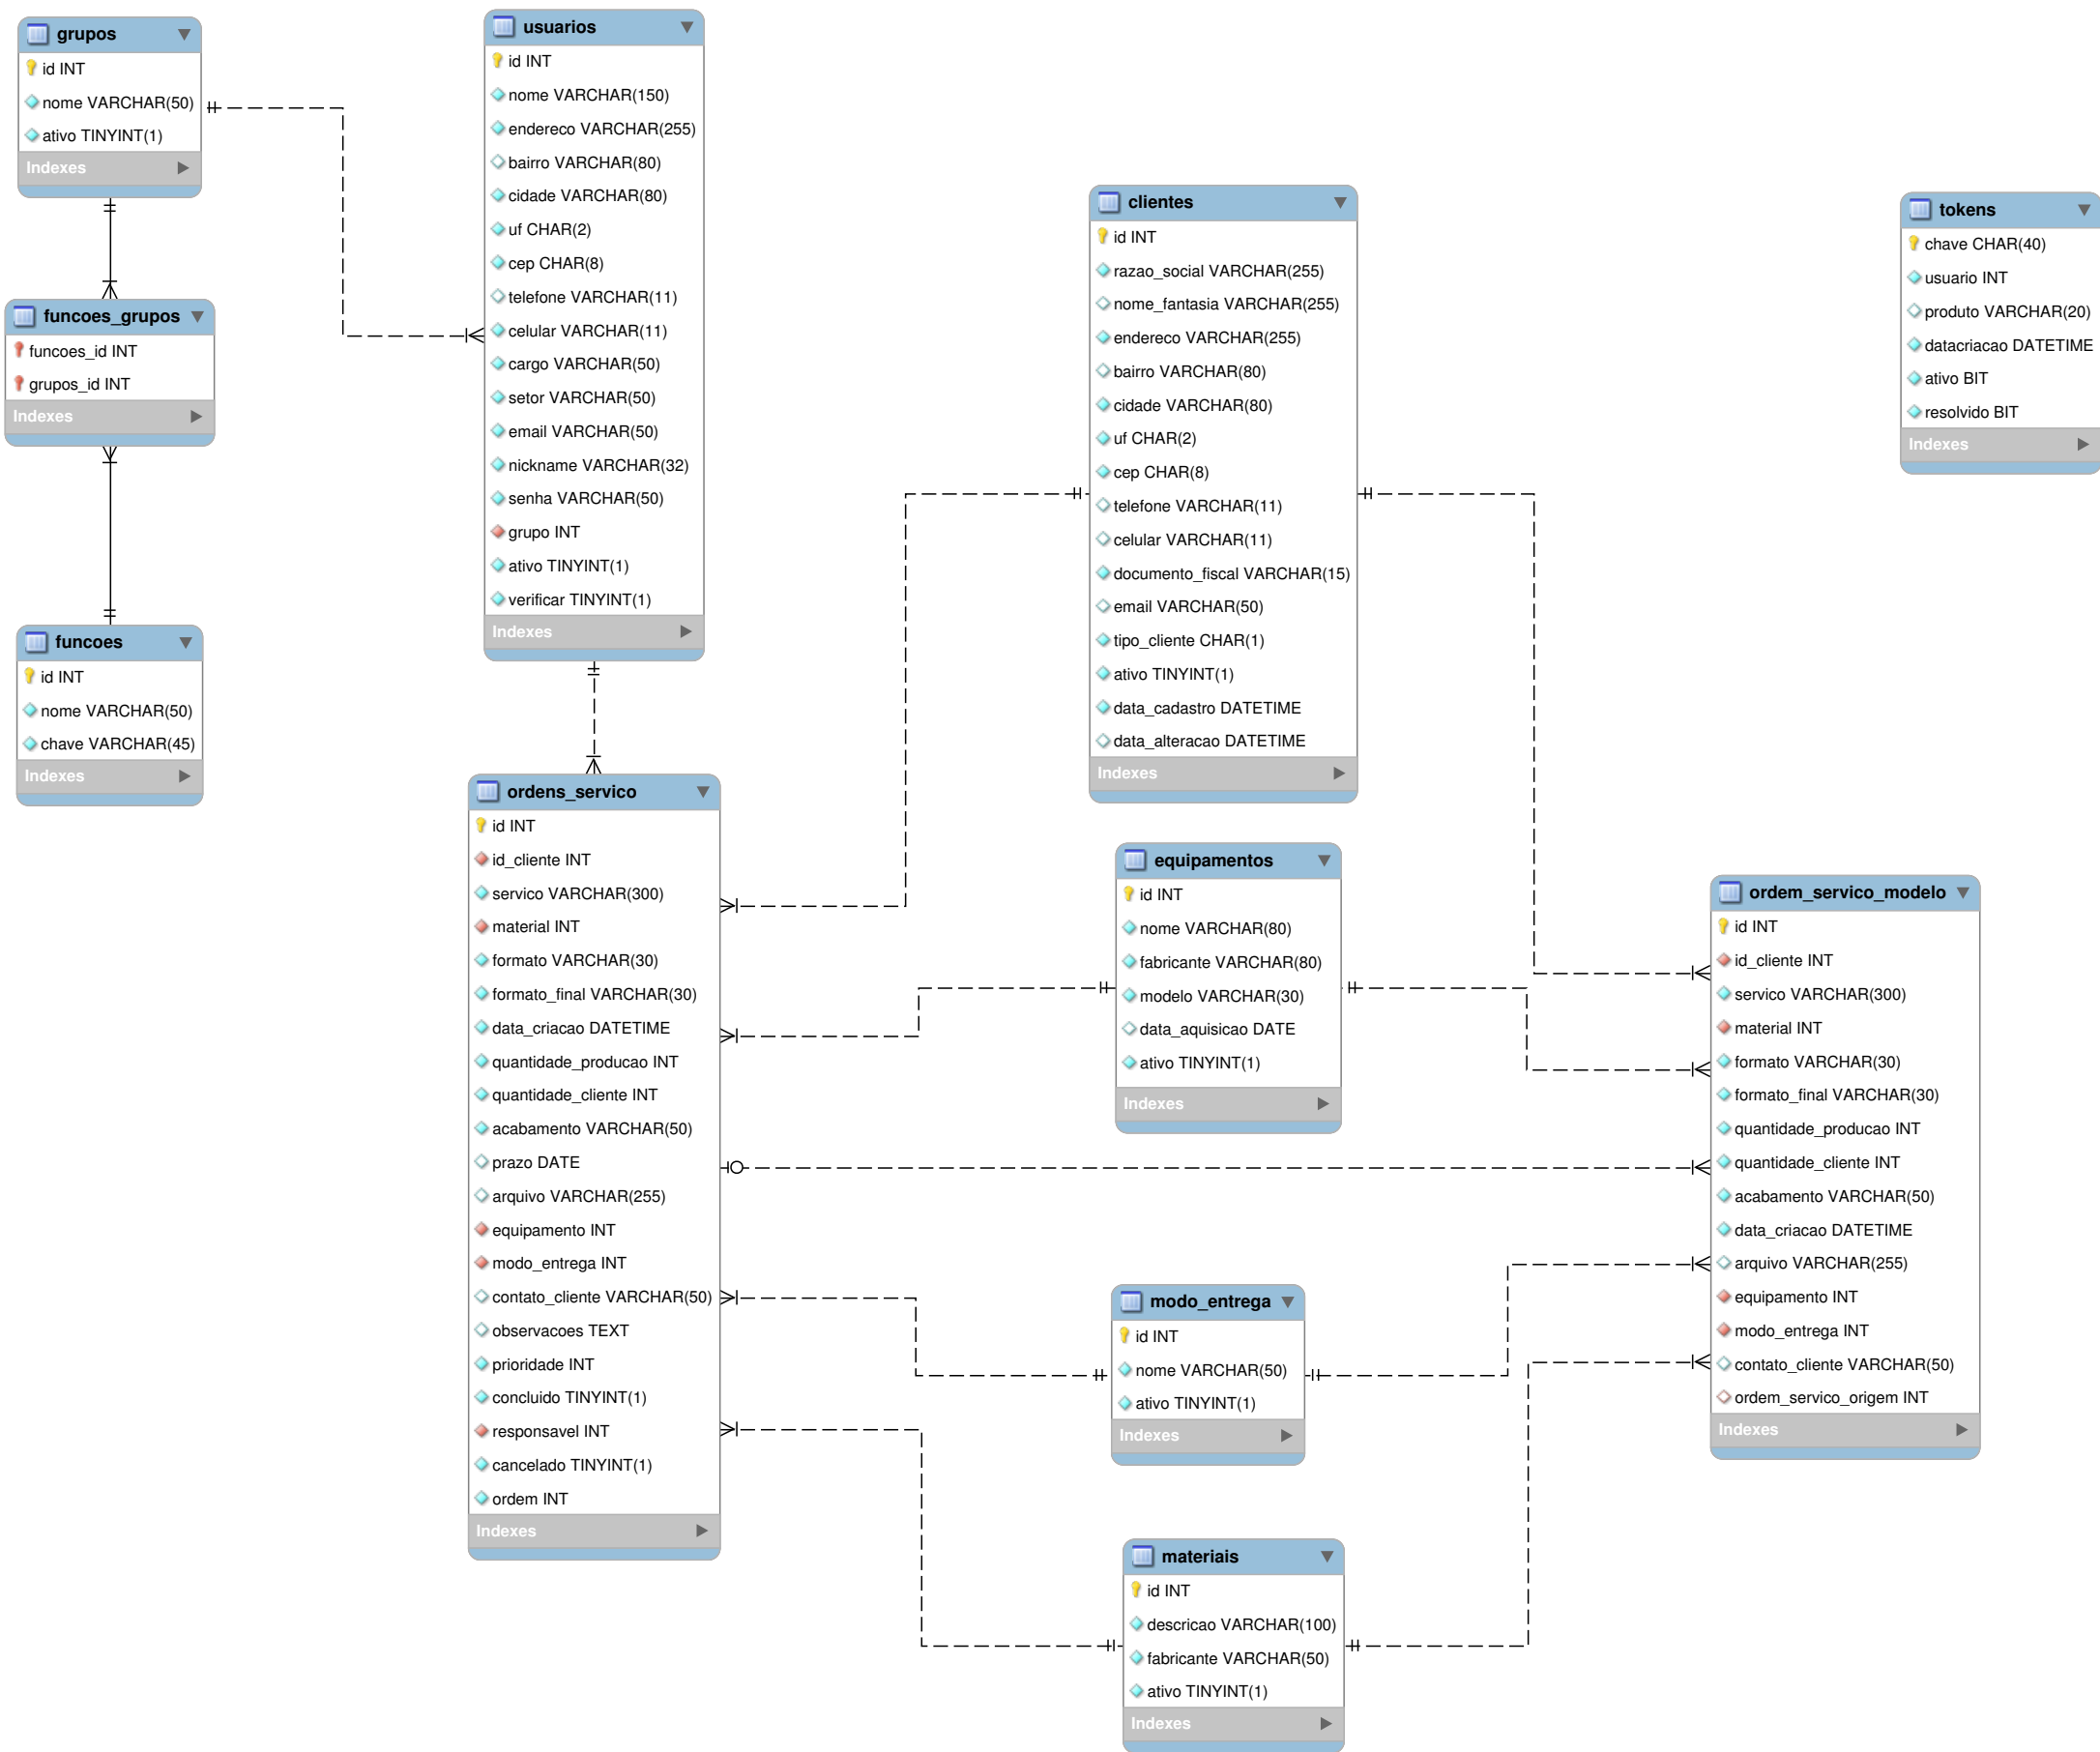 grupos
id INT
nome VARCHAR(50)
ativo TINYINT(1)
Indexes
funcoes_grupos
funcoes_id INT
grupos_id INT
Indexes
funcoes
id INT
nome VARCHAR(50)
chave VARCHAR(45)
Indexes
usuarios
id INT
nome VARCHAR(150)
endereco VARCHAR(255)
bairro VARCHAR(80)
cidade VARCHAR(80)
uf CHAR(2)
cep CHAR(8)
telefone VARCHAR(11)
celular VARCHAR(11)
cargo VARCHAR(50)
setor VARCHAR(50)
email VARCHAR(50)
nickname VARCHAR(32)
senha VARCHAR(50)
grupo INT
ativo TINYINT(1)
verificar TINYINT(1)
Indexes
ordens_servico
id INT
id_cliente INT
servico VARCHAR(300)
material INT
formato VARCHAR(30)
formato_final VARCHAR(30)
data_criacao DATETIME
quantidade_producao INT
quantidade_cliente INT
acabamento VARCHAR(50)
prazo DATE
arquivo VARCHAR(255)
equipamento INT
modo_entrega INT
contato_cliente VARCHAR(50)
observacoes TEXT
prioridade INT
concluido TINYINT(1)
responsavel INT
cancelado TINYINT(1)
ordem INT
Indexes
clientes
id INT
razao_social VARCHAR(255)
nome_fantasia VARCHAR(255)
endereco VARCHAR(255)
bairro VARCHAR(80)
cidade VARCHAR(80)
uf CHAR(2)
cep CHAR(8)
telefone VARCHAR(11)
celular VARCHAR(11)
documento_fiscal VARCHAR(15)
email VARCHAR(50)
tipo_cliente CHAR(1)
ativo TINYINT(1)
data_cadastro DATETIME
data_alteracao DATETIME
Indexes
equipamentos
id INT
nome VARCHAR(80)
fabricante VARCHAR(80)
modelo VARCHAR(30)
data_aquisicao DATE
ativo TINYINT(1)
Indexes
modo_entrega
id INT
nome VARCHAR(50)
ativo TINYINT(1)
Indexes
materiais
id INT
descricao VARCHAR(100)
fabricante VARCHAR(50)
ativo TINYINT(1)
Indexes
tokens
chave CHAR(40)
usuario INT
produto VARCHAR(20)
datacriacao DATETIME
ativo BIT
resolvido BIT
Indexes
ordem_servico_modelo
id INT
id_cliente INT
servico VARCHAR(300)
material INT
formato VARCHAR(30)
formato_final VARCHAR(30)
quantidade_producao INT
quantidade_cliente INT
acabamento VARCHAR(50)
data_criacao DATETIME
arquivo VARCHAR(255)
equipamento INT
modo_entrega INT
contato_cliente VARCHAR(50)
ordem_servico_origem INT
Indexes